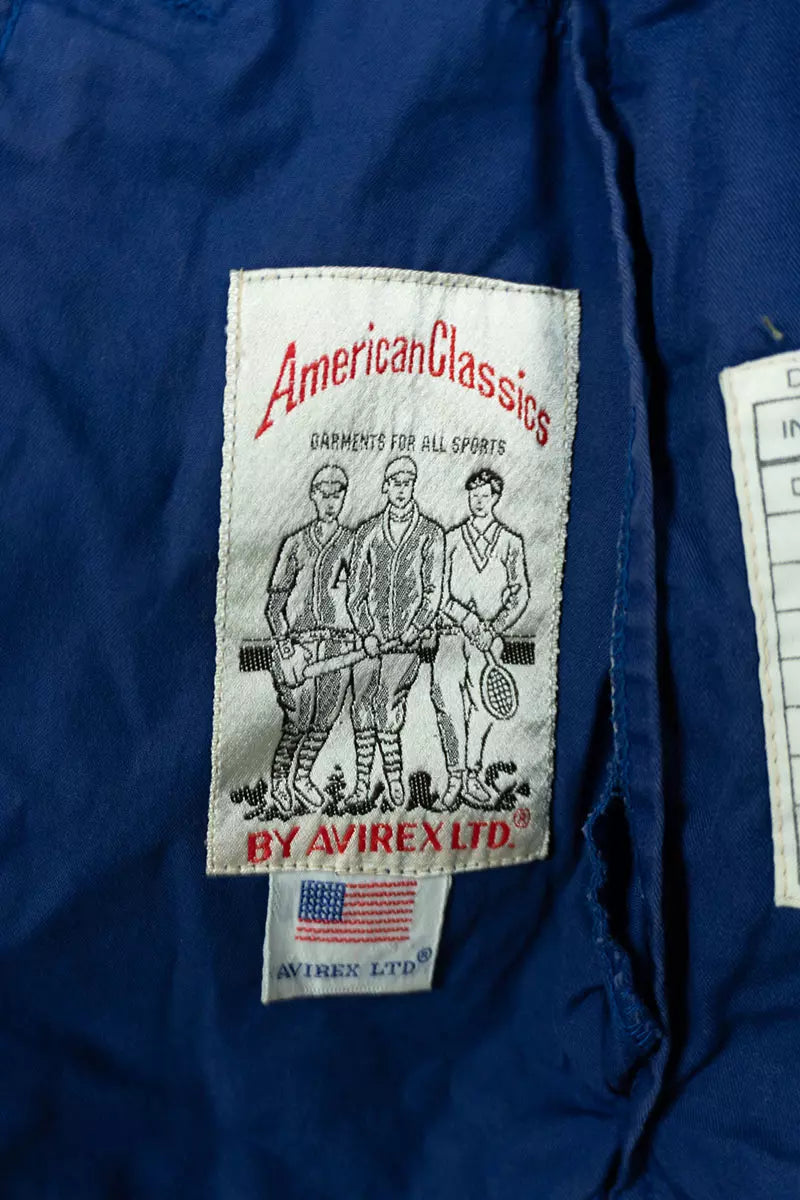 AmericanClassics
GARMENTS FOR ALL SPORTS
A
BY AVIREX LTD.®
AVIREX LTD®